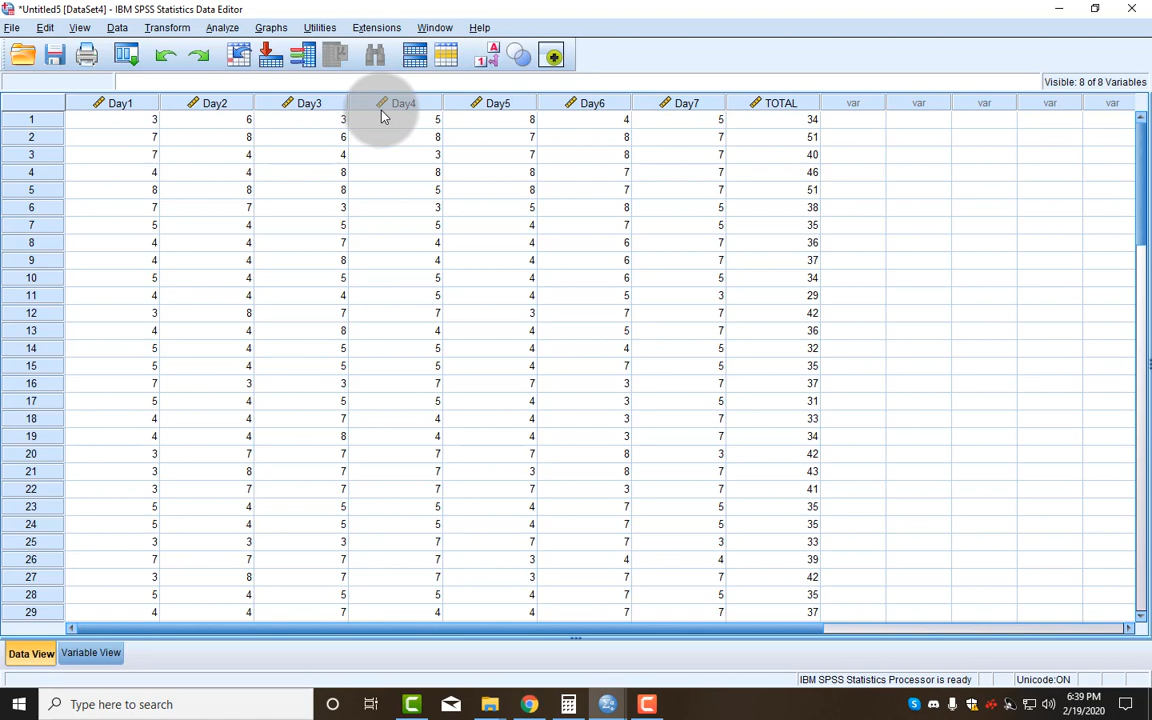 *Untitled5 [DataSet4] - IBM SPSS Statistics Data Editor
File Edit View Data Transform Analyze Graphs Utilities Extensions Window Help
Visible: 8 of 8 Variables
Day1 Day2 Day3 Day4 Day5 Day6 Day7 TOTAL var var var var var
1 3 6 3 5 8 4 5 34
2 7 8 6 8 7 8 7 51
3 7 4 4 3 7 8 7 40
4 4 4 8 8 8 7 7 46
5 8 8 8 5 8 7 7 51
6 7 7 3 3 5 8 5 38
7 5 4 5 5 4 7 5 35
8 4 4 7 4 4 6 7 36
9 4 4 8 4 4 6 7 37
10 5 4 5 5 4 6 5 34
11 4 4 4 5 4 5 3 29
12 3 8 7 7 3 7 7 42
13 4 4 8 4 4 5 7 36
14 5 4 5 5 4 4 5 32
15 5 4 5 5 4 7 5 35
16 7 3 3 7 7 3 7 37
17 5 4 5 5 4 3 5 31
18 4 4 7 4 4 3 7 33
19 4 4 8 4 4 3 7 34
20 3 7 7 7 7 8 3 42
21 3 8 7 7 3 8 7 43
22 3 7 7 7 7 3 7 41
23 5 4 5 5 4 7 5 35
24 5 4 5 5 4 7 5 35
25 3 3 3 7 7 7 3 33
26 7 7 7 7 3 4 4 39
27 3 8 7 7 3 7 7 42
28 5 4 5 5 4 7 5 35
29 4 4 7 4 4 7 7 37
Data View Variable View
IBM SPSS Statistics Processor is ready Unicode:ON
Type here to search
6:39 PM
2/19/2020